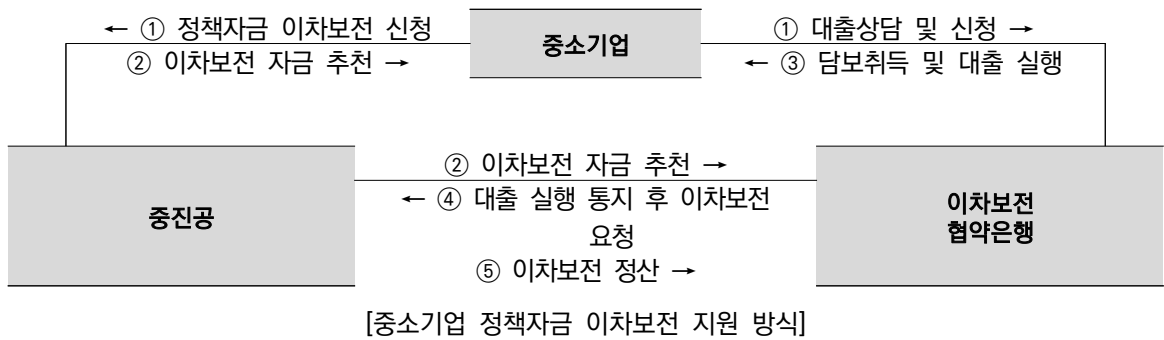 ← ① 정책자금 이차보전 신청
② 이차보전 자금 추천 →
중소기업
① 대출상담 및 신청 →
← ③ 담보취득 및 대출 실행
중진공
② 이차보전 자금 추천 →
← ④ 대출 실행 통지 후 이차보전
요청
⑤ 이차보전 정산 →
이차보전
협약은행
[중소기업 정책자금 이차보전 지원 방식]